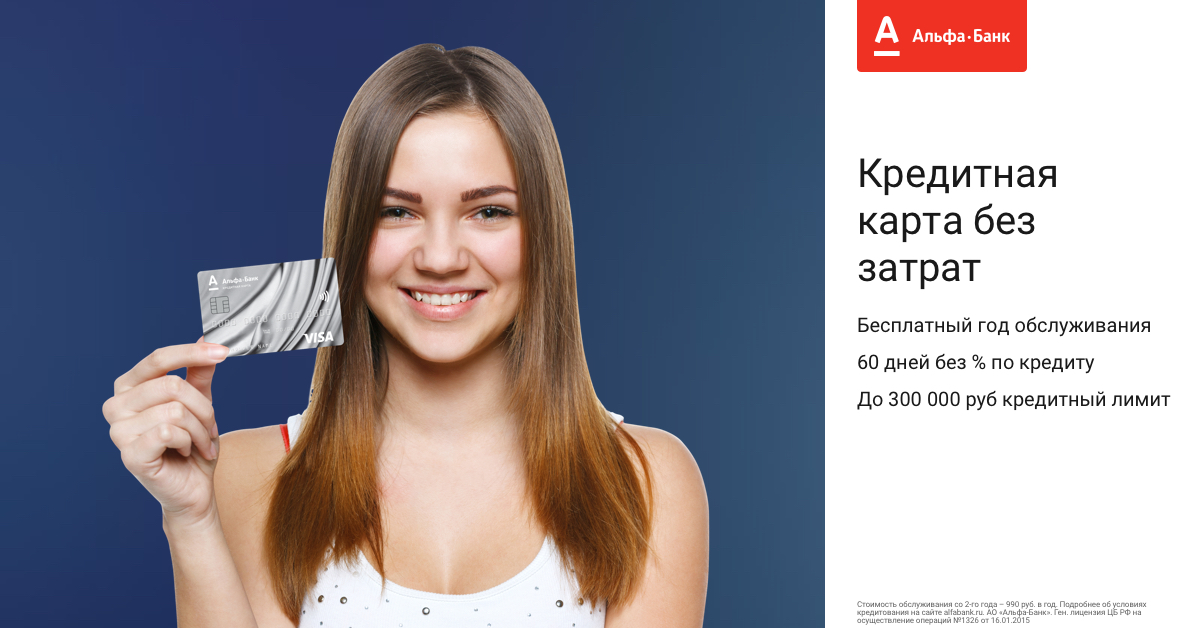 Альфа·Банк
Кредитная
карта без
затрат
Бесплатный год обслуживания
60 дней без % по кредиту
До 300 000 руб кредитный лимит
Альфа·Банк
VISA
Стоимость обслуживания со 2-го года – 990 руб. в год. Подробнее об условиях
кредитования на сайте alfabank.ru. АО «Альфа-Банк». Ген. лицензия ЦБ РФ на
осуществление операций №1326 от 16.01.2015